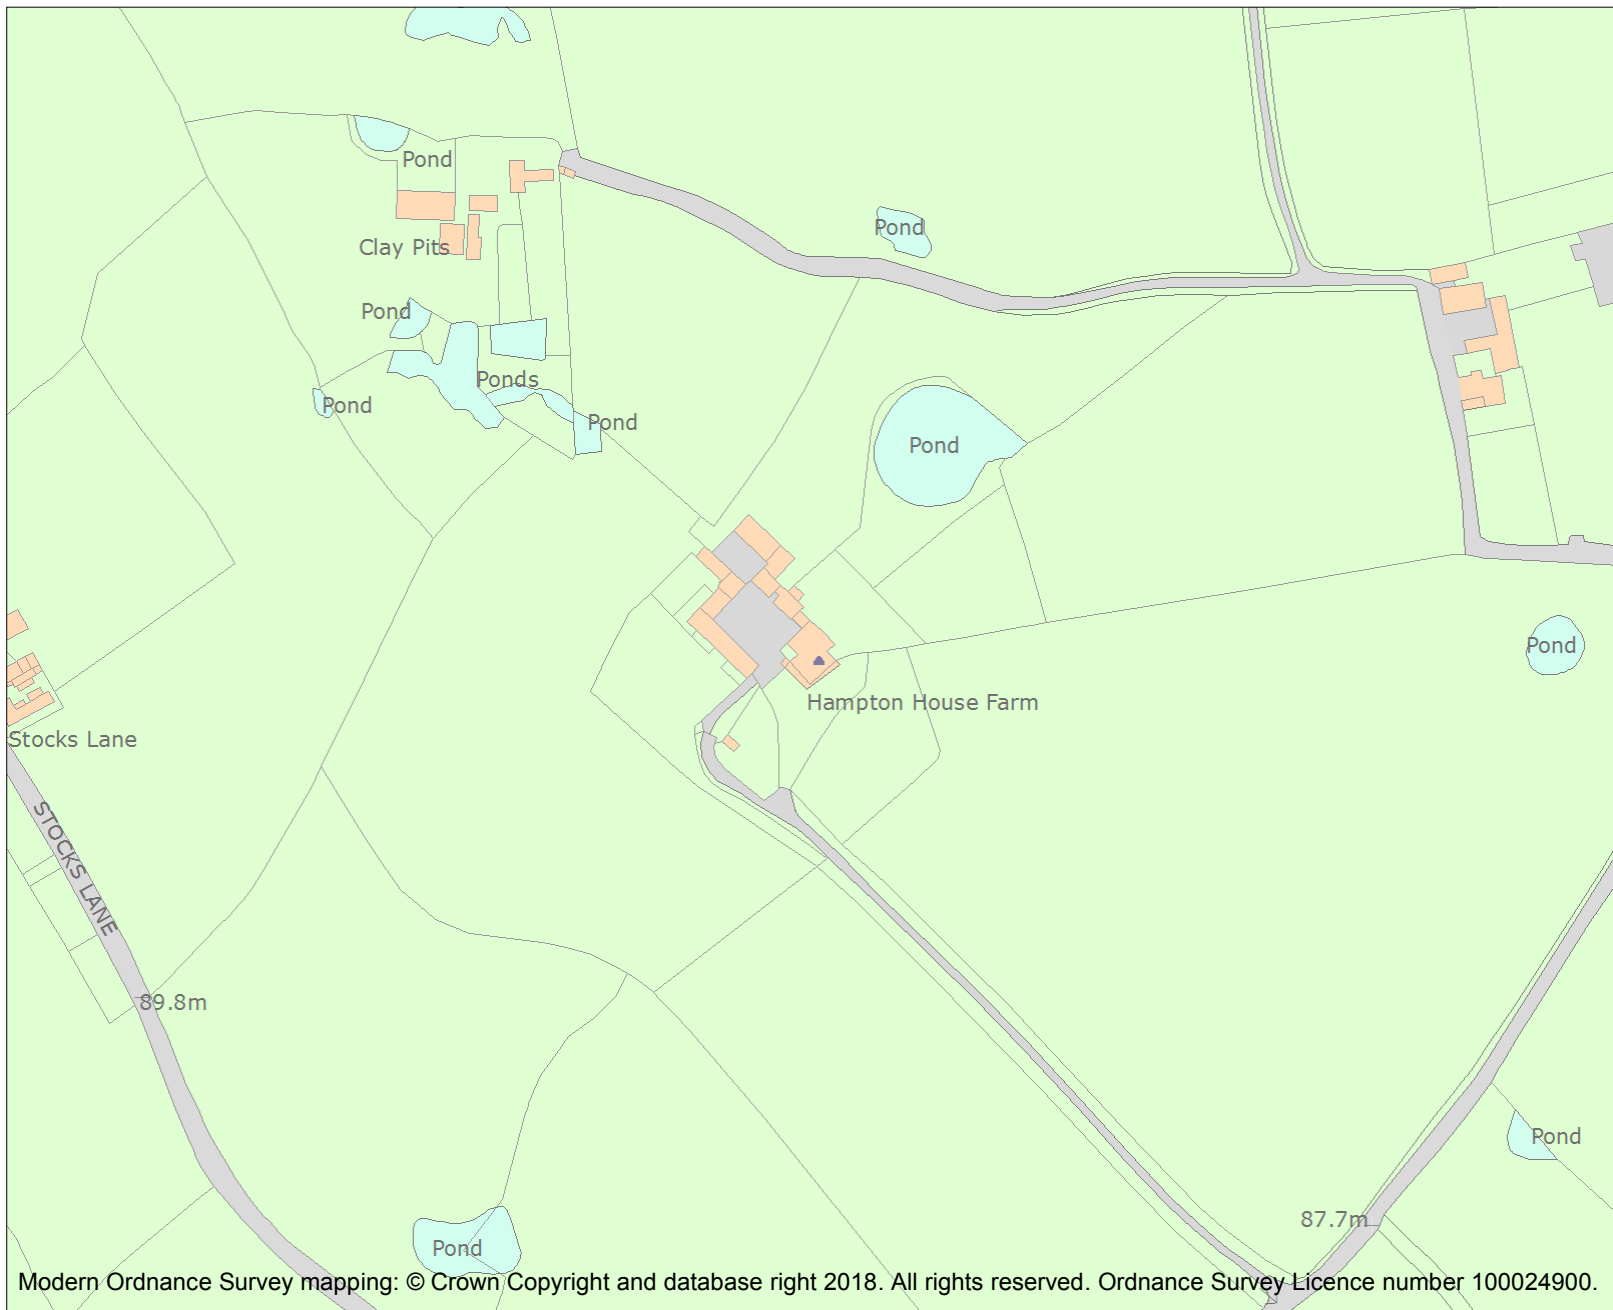 Pond
Pond
Clay Pits
Pond
Ponds
Pond
Pond
Pond
Pond
Hampton House Farm
Stocks Lane
STOCKS LANE
89.8m
Pond
87.7m
Pond
Modern Ordnance Survey mapping: © Crown Copyright and database right 2018. All rights reserved. Ordnance Survey Licence number 100024900.